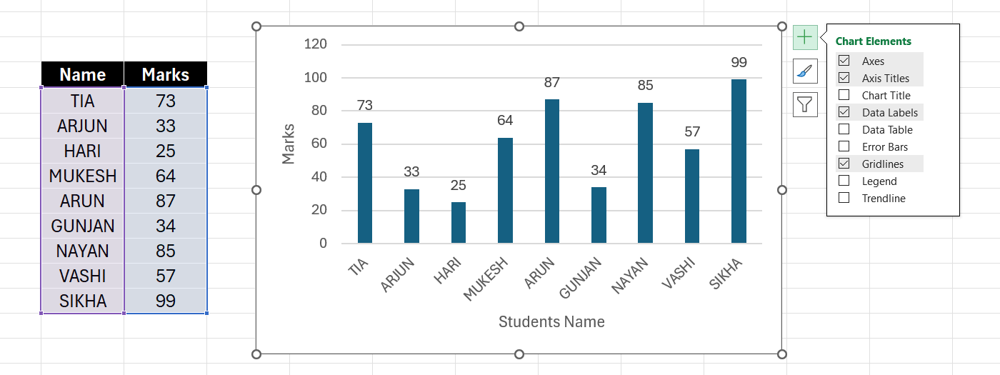 Name Marks
TIA 73
ARJUN 33
HARI 25
MUKESH 64
ARUN 87
GUNJAN 34
NAYAN 85
VASHI 57
SIKHA 99
120
100
80
60
40
20
0
Marks
73
33
25
64
87
34
85
57
99
TIA
ARJUN
HARI
MUKESH
ARUN
GUNJAN
NAYAN
VASHI
SIKHA
Students Name
Chart Elements
Axes
Axis Titles
Chart Title
Data Labels
Data Table
Error Bars
Gridlines
Legend
Trendline